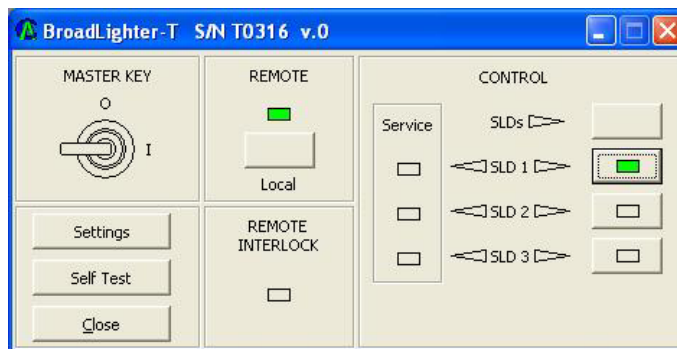 BroadLighter-T S/N T0316 v.0
MASTER KEY
O
I
REMOTE
Local
CONTROL
Service
SLDs
SLD 1
SLD 2
SLD 3
Settings
Self Test
Close
REMOTE
INTERLOCK